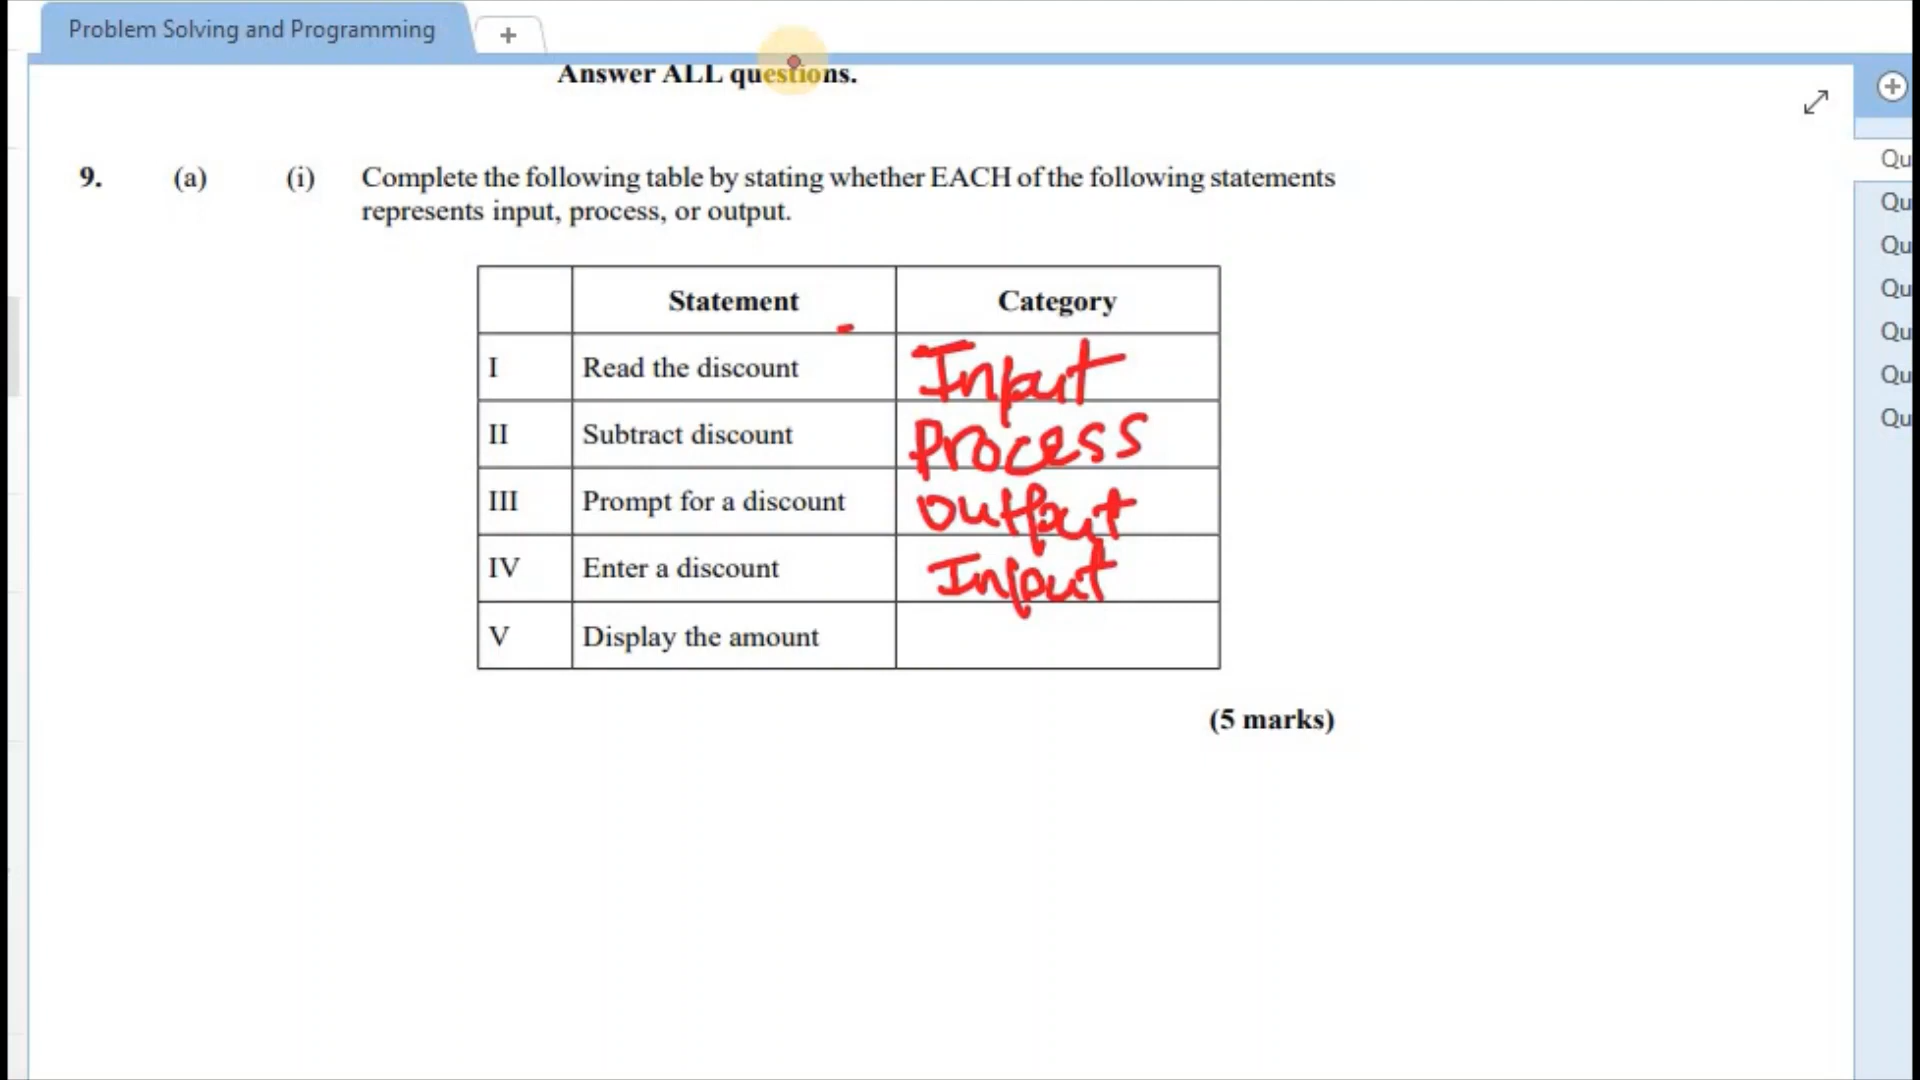 Problem Solving and Programming
+
Answer ALL questions.
9. (a) (i) Complete the following table by stating whether EACH of the following statements
represents input, process, or output.
Statement Category
I Read the discount Input
II Subtract discount Process
III Prompt for a discount Output
IV Enter a discount Input
V Display the amount
(5 marks)
Qu
Qu
Qu
Qu
Qu
Qu
Qu